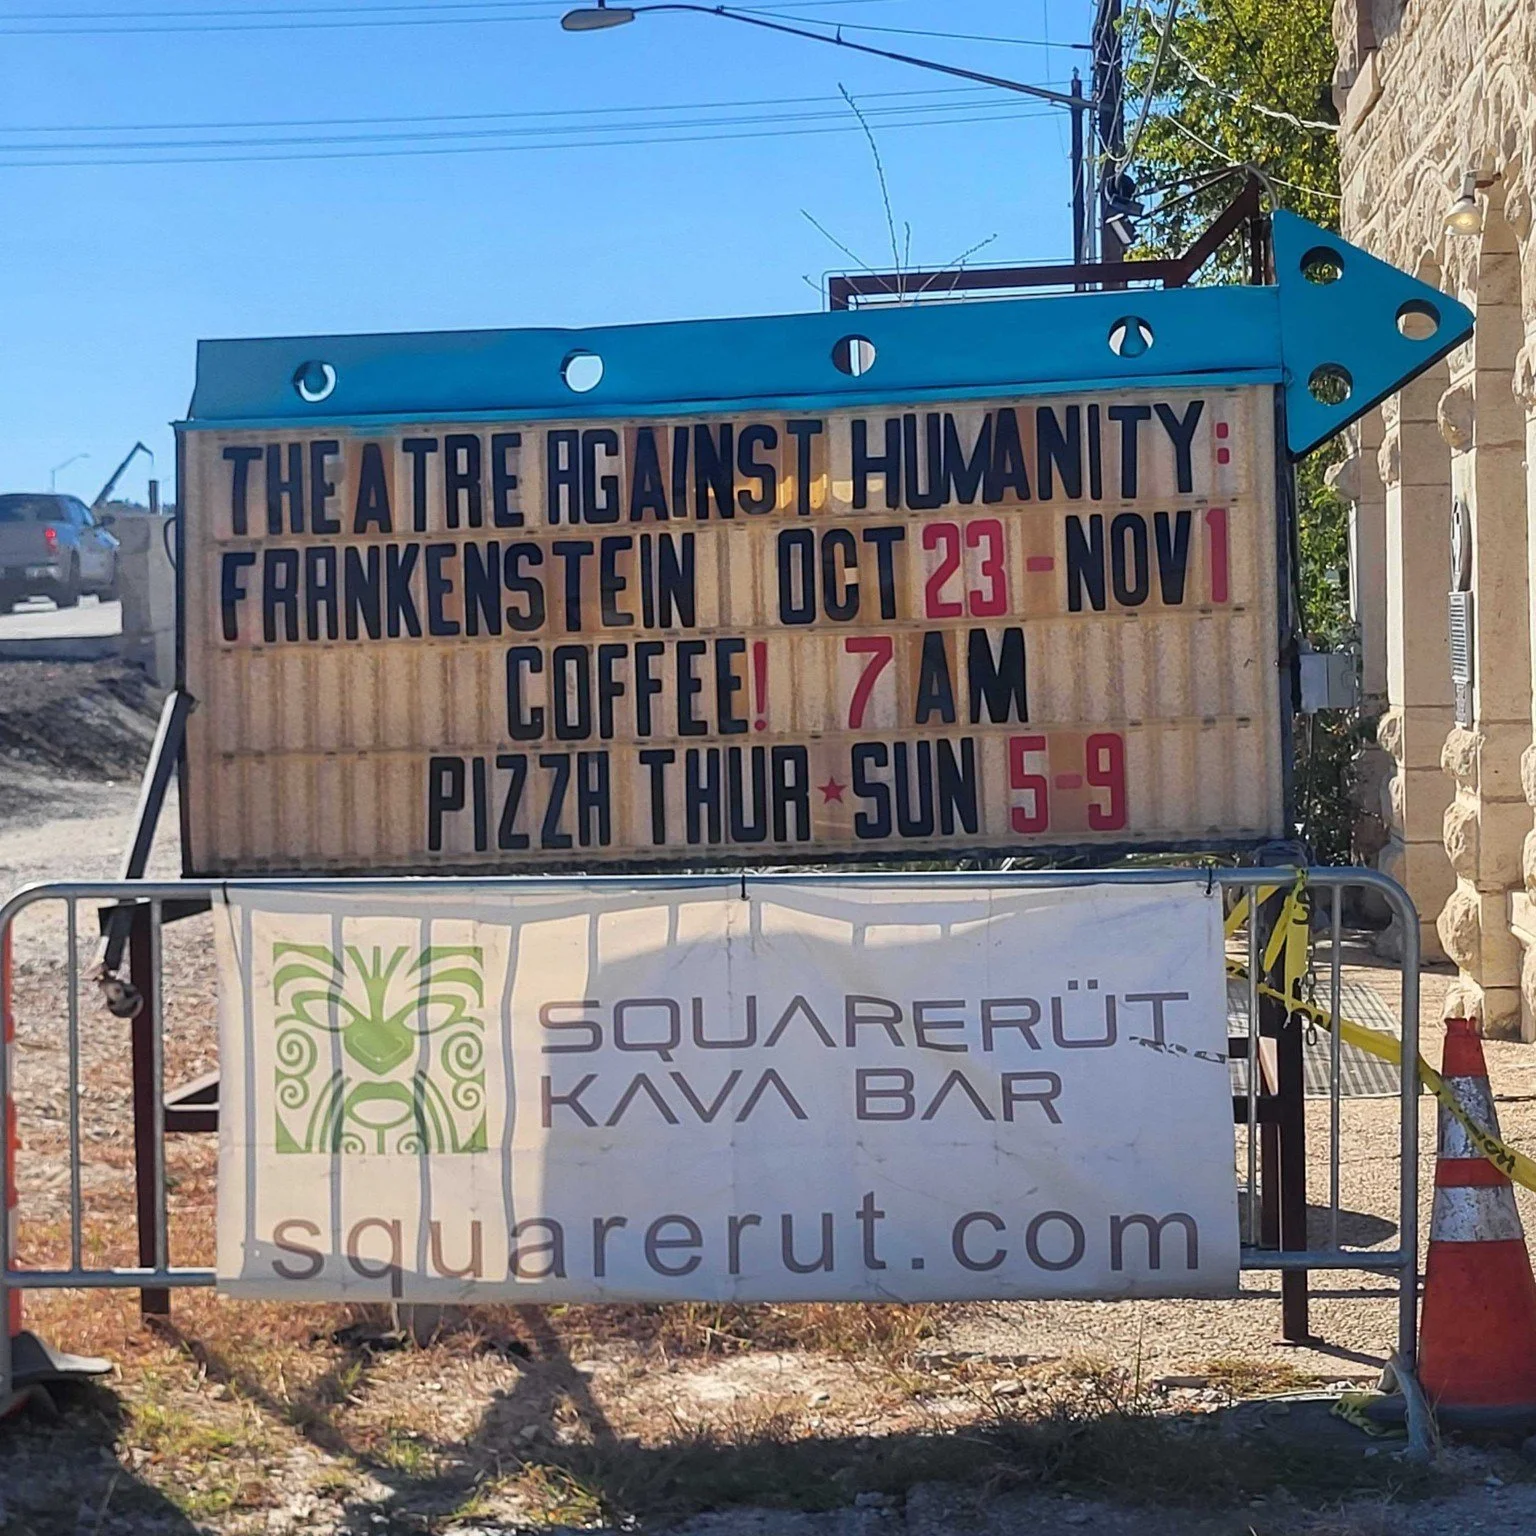 THEATRE AGAINST HUMANITY:
FRANKENSTEIN OCT 23-NOV 1
COFFEE! 7 AM
PIZZA THUR★SUN 5-9
SQUARERÜT
KAVA BAR
squarerut.com